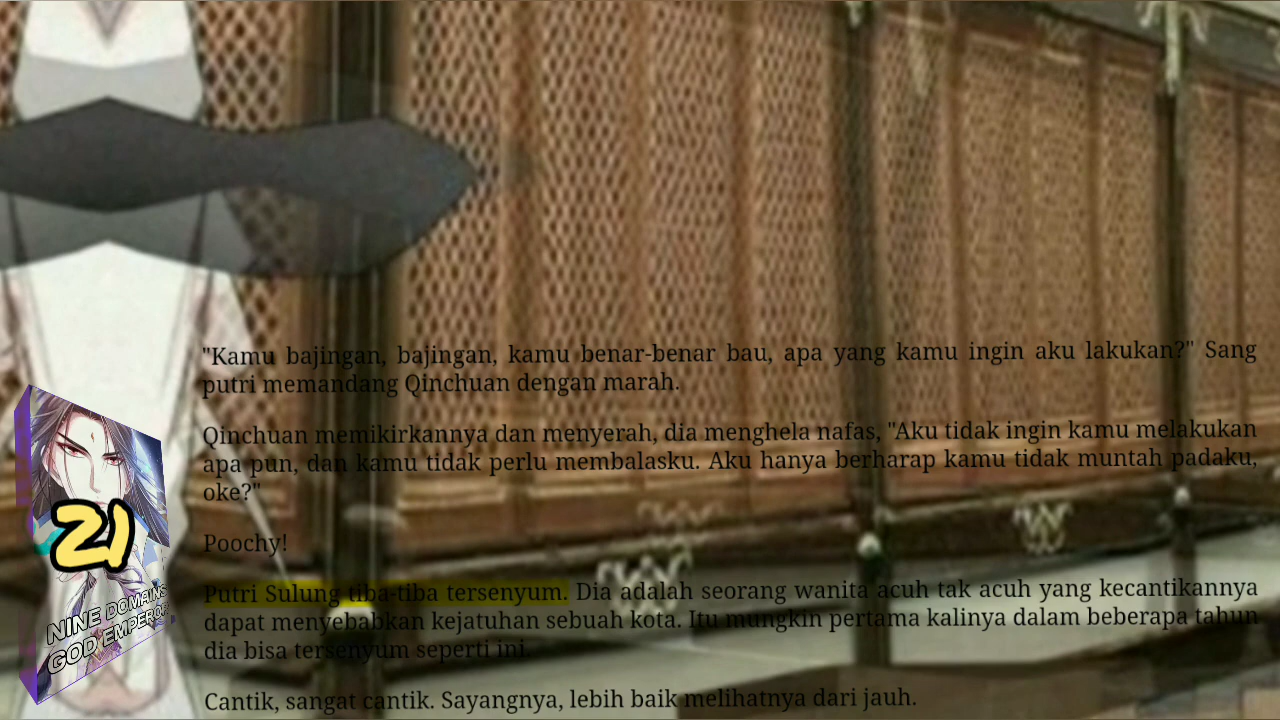 "Kamu bajingan, bajingan, kamu benar-benar bau, apa yang kamu ingin aku lakukan?" Sang
putri memandang Qinchuan dengan marah.
Qinchuan memikirkannya dan menyerah, dia menghela nafas, "Aku tidak ingin kamu melakukan
apa pun, dan kamu tidak perlu membalasku. Aku hanya berharap kamu tidak muntah padaku,
oke?"
Poochy!
Putri Sulung tiba-tiba tersenyum. Dia adalah seorang wanita acuh tak acuh yang kecantikannya
dapat menyebabkan kejatuhan sebuah kota. Itu mungkin pertama kalinya dalam beberapa tahun
dia bisa tersenyum seperti ini.
Cantik, sangat cantik. Sayangnya, lebih baik melihatnya dari jauh.
21
NINE DOMAINS
GOD EMPEROR